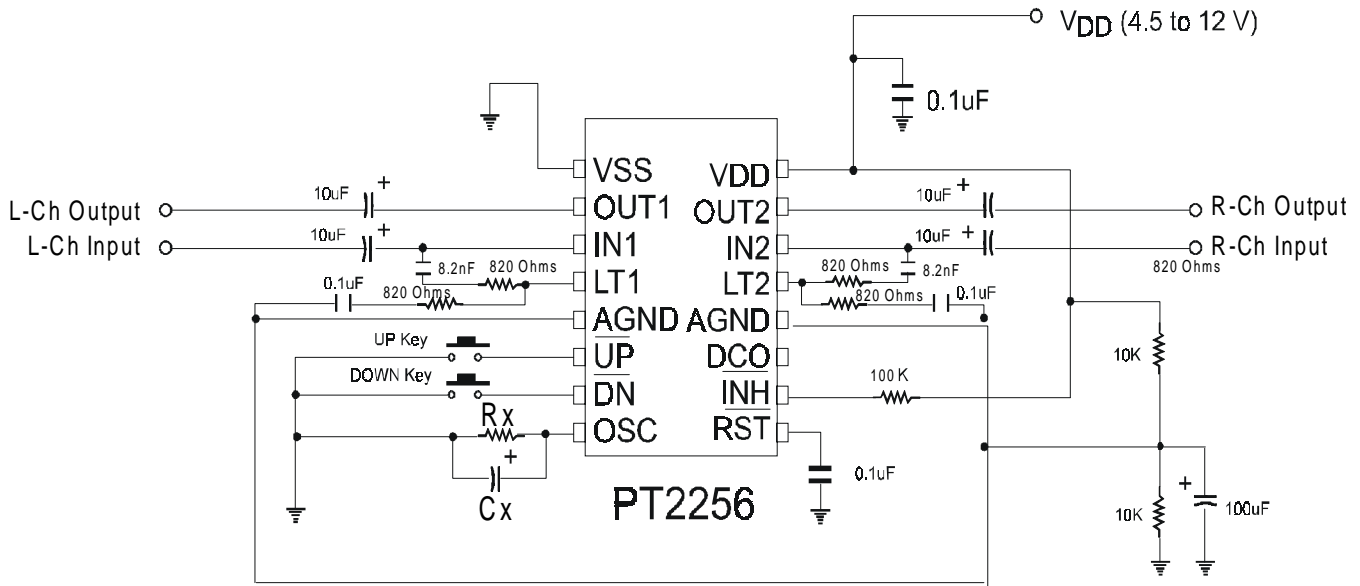 VDD (4.5 to 12 V)
0.1uF
VSS
VDD
L-Ch Output
10uF
+
OUT1
OUT2
10uF
+
R-Ch Output
L-Ch Input
10uF
+
IN1
IN2
10uF
+
R-Ch Input
8.2nF
820 Ohms
LT1
LT2
820 Ohms
8.2nF
820 Ohms
0.1uF
820 Ohms
820 Ohms
0.1uF
AGND
AGND
UP Key
UP
DCO
10K
DOWN Key
DN
INH
100 K
Rx
OSC
RST
+
Cx
0.1uF
PT2256
10K
+
100uF